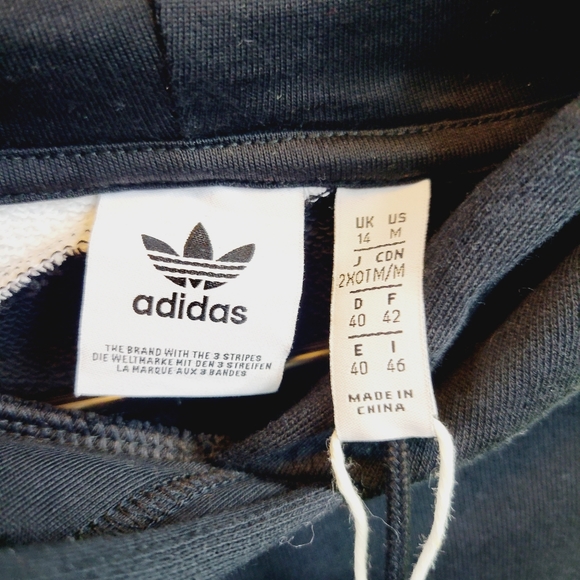 adidas
THE BRAND WITH THE 3 STRIPES
DIE WELTMARKE MIT DEN 3 STREIFEN
LA MARQUE AUX 3 BANDES
UK US
14 M
J CDN
2XOT M/M
D F
40 42
E I
40 46
MADE IN
CHINA